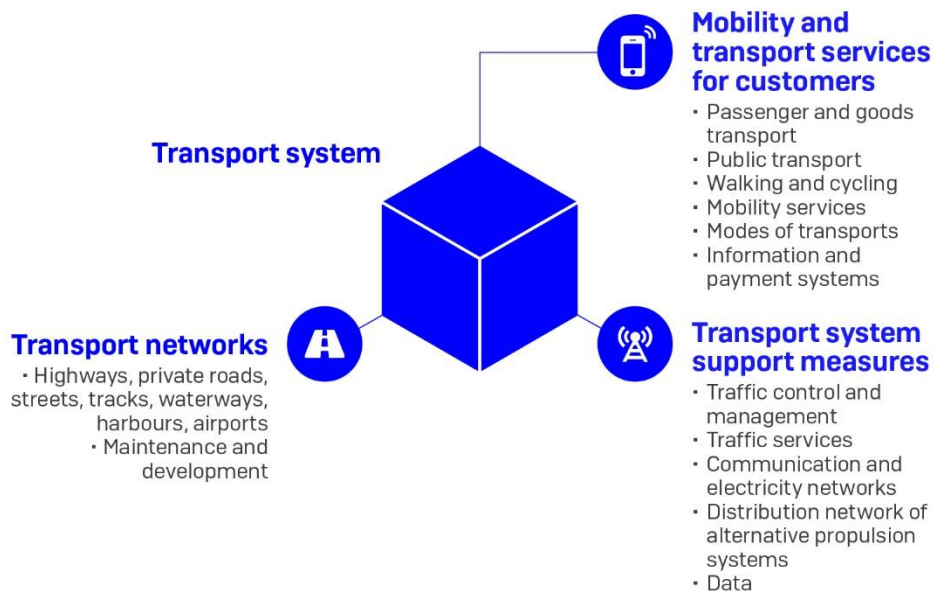 Mobility and
transport services
for customers
· Passenger and goods
transport
· Public transport
· Walking and cycling
· Mobility services
· Modes of transports
· Information and
payment systems
Transport system
Transport networks
· Highways, private roads,
streets, tracks, waterways,
harbours, airports
· Maintenance and
development
Transport system
support measures
· Traffic control and
management
· Traffic services
· Communication and
electricity networks
· Distribution network of
alternative propulsion
systems
· Data